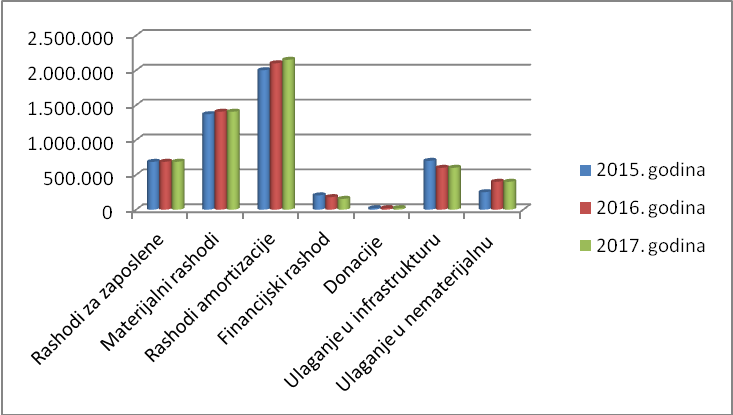 2.500.000
2.000.000
1.500.000
1.000.000
500.000
0
Rashodi za zaposlene
Materijalni rashodi
Rashodi amortizacije
Financijski rashod
Donacije
Ulaganje u infrastrukturu
Ulaganje u nematerijalnu
2015. godina
2016. godina
2017. godina